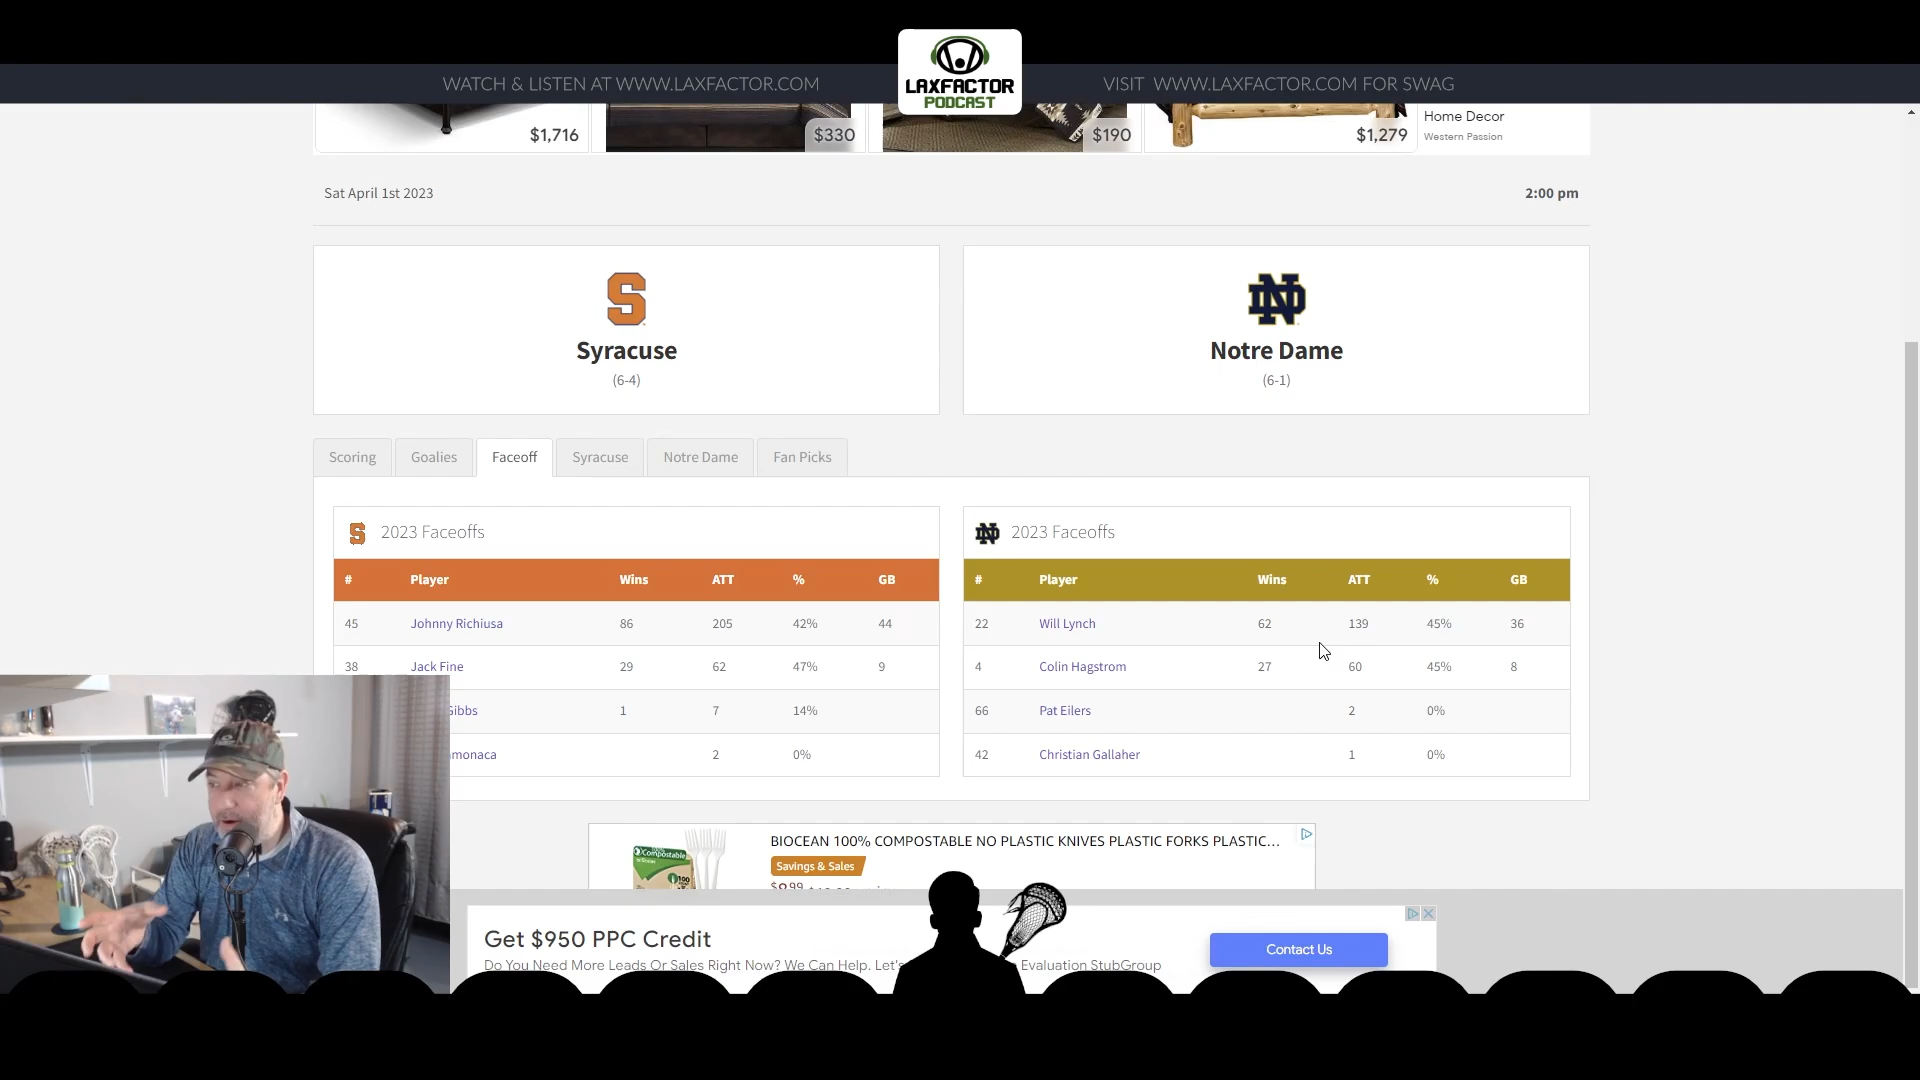 WATCH & LISTEN AT WWW.LAXFACTOR.COM
LAXFACTOR
PODCAST
VISIT WWW.LAXFACTOR.COM FOR SWAG
$1,716
$330
$190
$1,279
Home Decor
Western Passion
Sat April 1st 2023
2:00 pm
Syracuse
(6-4)
Notre Dame
(6-1)
Scoring Goalies Faceoff Syracuse Notre Dame Fan Picks
2023 Faceoffs
# Player Wins ATT % GB
45 Johnny Richiusa 86 205 42% 44
38 Jack Fine 29 62 47% 9
Gibbs 1 7 14%
amonaca 2 0%
2023 Faceoffs
# Player Wins ATT % GB
22 Will Lynch 62 139 45% 36
4 Colin Hagstrom 27 60 45% 8
66 Pat Eilers 2 0%
42 Christian Gallaher 1 0%
BIOCEAN 100% COMPOSTABLE NO PLASTIC KNIVES PLASTIC FORKS PLASTIC...
Compostable
100
Savings & Sales
Get $950 PPC Credit
Do You Need More Leads Or Sales Right Now? We Can Help. Let's Evaluation StubGroup
Contact Us